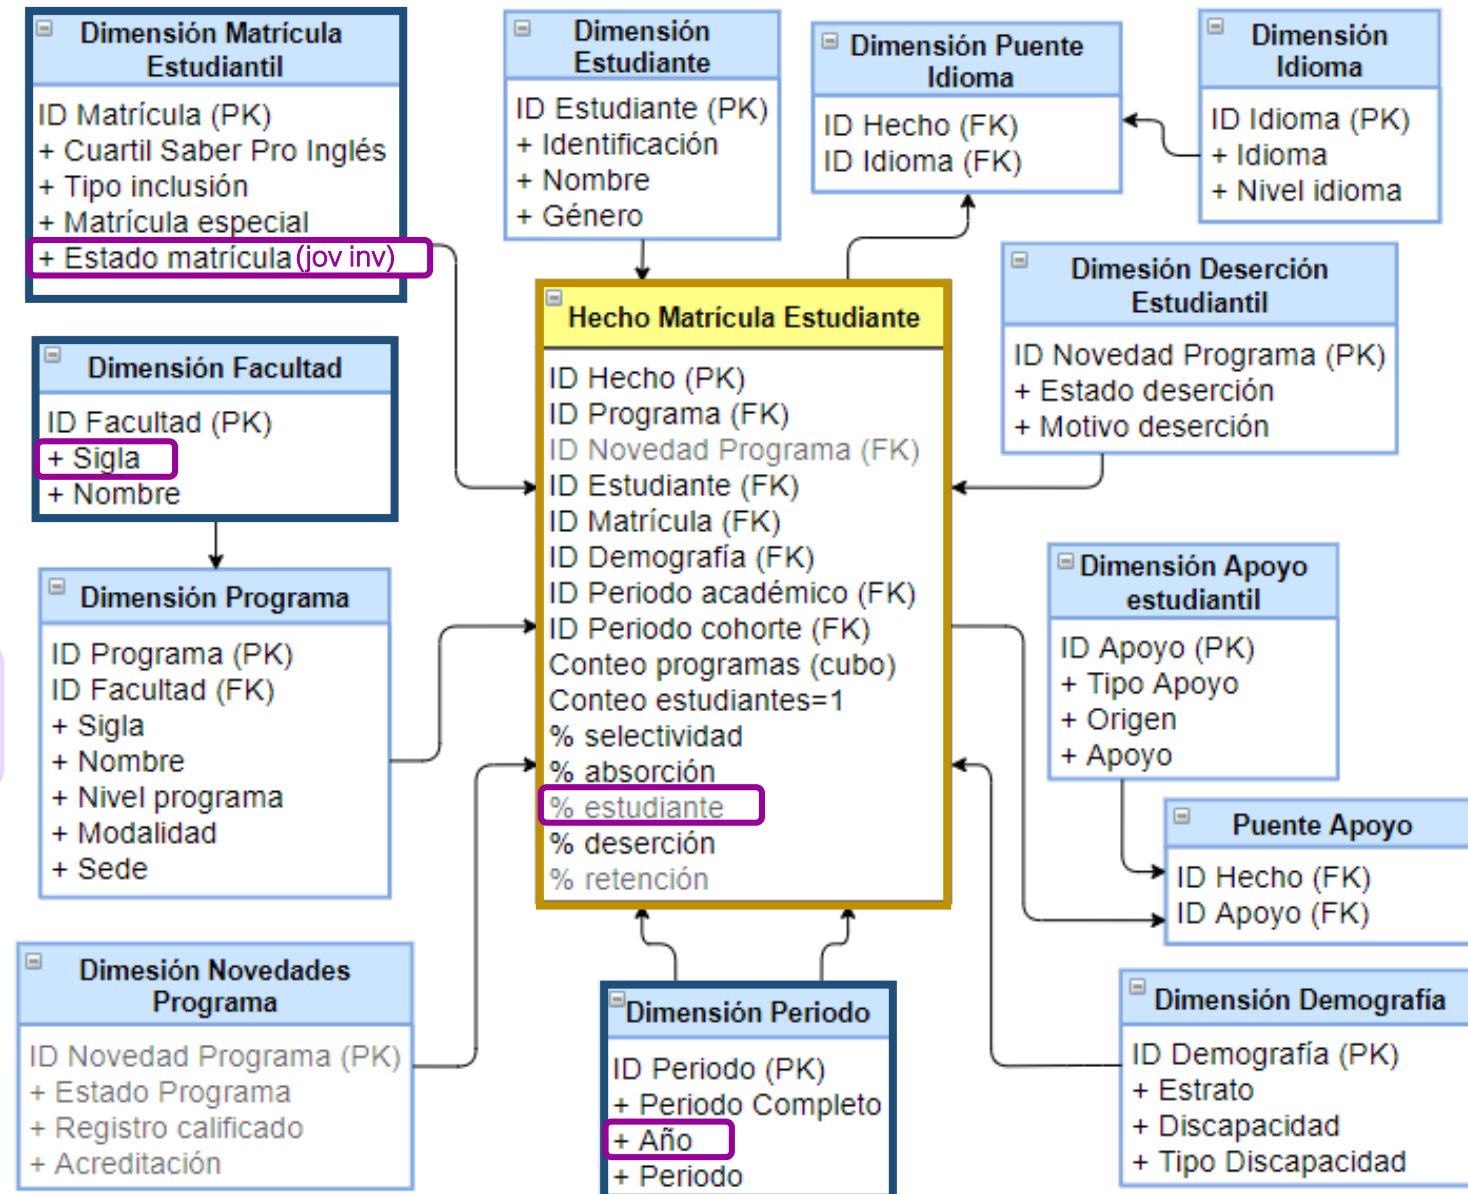 Dimensión Matrícula
Estudiantil
ID Matrícula (PK)
+ Cuartil Saber Pro Inglés
+ Tipo inclusión
+ Matrícula especial
+ Estado matrícula (jov inv)
Dimensión
Estudiante
ID Estudiante (PK)
+ Identificación
+ Nombre
+ Género
Dimensión Puente
Idioma
ID Hecho (FK)
ID Idioma (FK)
Dimensión
Idioma
ID Idioma (PK)
+ Idioma
+ Nivel idioma
Dimesión Deserción
Estudiantil
ID Novedad Programa (PK)
+ Estado deserción
+ Motivo deserción
Dimensión Facultad
ID Facultad (PK)
+ Sigla
+ Nombre
Hecho Matrícula Estudiante
ID Hecho (PK)
ID Programa (FK)
ID Novedad Programa (FK)
ID Estudiante (FK)
ID Matrícula (FK)
ID Demografía (FK)
ID Periodo académico (FK)
ID Periodo cohorte (FK)
Conteo programas (cubo)
Conteo estudiantes=1
% selectividad
% absorción
% estudiante
% deserción
% retención
Dimensión Programa
ID Programa (PK)
ID Facultad (FK)
+ Sigla
+ Nombre
+ Nivel programa
+ Modalidad
+ Sede
Dimensión Apoyo
estudiantil
ID Apoyo (PK)
+ Tipo Apoyo
+ Origen
+ Apoyo
Puente Apoyo
ID Hecho (FK)
ID Apoyo (FK)
Dimesión Novedades
Programa
ID Novedad Programa (PK)
+ Estado Programa
+ Registro calificado
+ Acreditación
Dimensión Periodo
ID Periodo (PK)
+ Periodo Completo
+ Año
+ Periodo
Dimensión Demografía
ID Demografía (PK)
+ Estrato
+ Discapacidad
+ Tipo Discapacidad